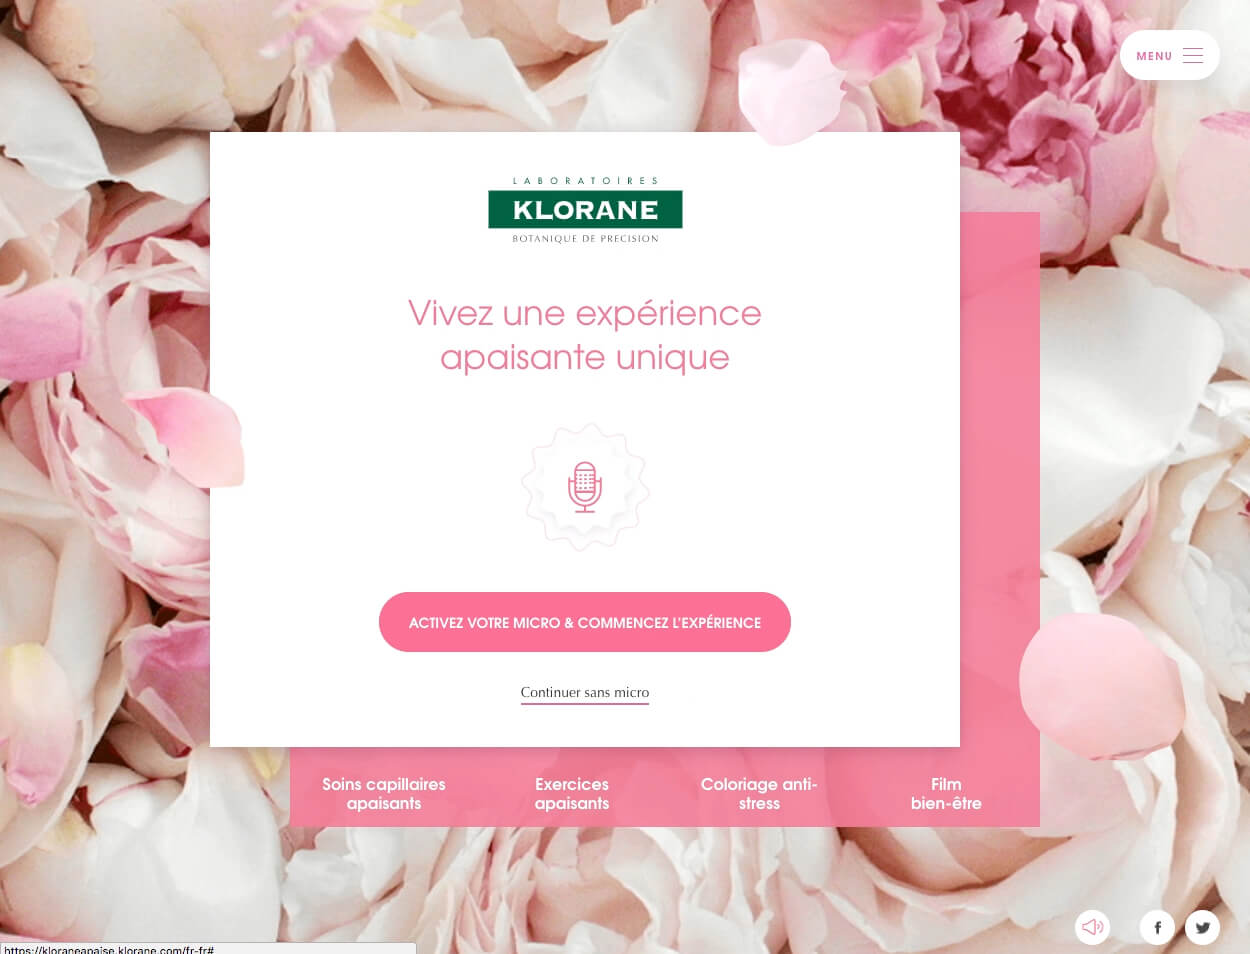 MENU
LABORATOIRES
KLORANE
BOTANIQUE DE PRECISION
Vivez une expérience
apaisante unique
ACTIVEZ VOTRE MICRO & COMMENCEZ L'EXPÉRIENCE
Continuer sans micro
Soins capillaires
apaisants
Exercices
apaisants
Coloriage anti-
stress
Film
bien-être
https://kloraneapaise.klorane.com/fr-fr#